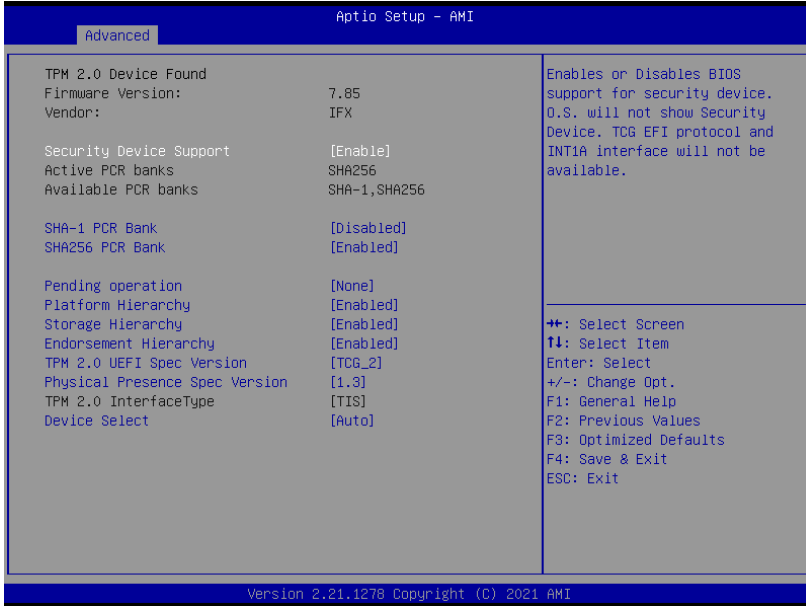 Aptio Setup – AMI
Advanced
TPM 2.0 Device Found
Firmware Version: 7.85
Vendor: IFX
Security Device Support [Enable]
Active PCR banks SHA256
Available PCR banks SHA-1,SHA256
SHA-1 PCR Bank [Disabled]
SHA256 PCR Bank [Enabled]
Pending operation [None]
Platform Hierarchy [Enabled]
Storage Hierarchy [Enabled]
Endorsement Hierarchy [Enabled]
TPM 2.0 UEFI Spec Version [TCG_2]
Physical Presence Spec Version [1.3]
TPM 2.0 InterfaceType [TIS]
Device Select [Auto]
Enables or Disables BIOS
support for security device.
O.S. will not show Security
Device. TCG EFI protocol and
INT1A interface will not be
available.
→←: Select Screen
↑↓: Select Item
Enter: Select
+/-: Change Opt.
F1: General Help
F2: Previous Values
F3: Optimized Defaults
F4: Save & Exit
ESC: Exit
Version 2.21.1278 Copyright (C) 2021 AMI